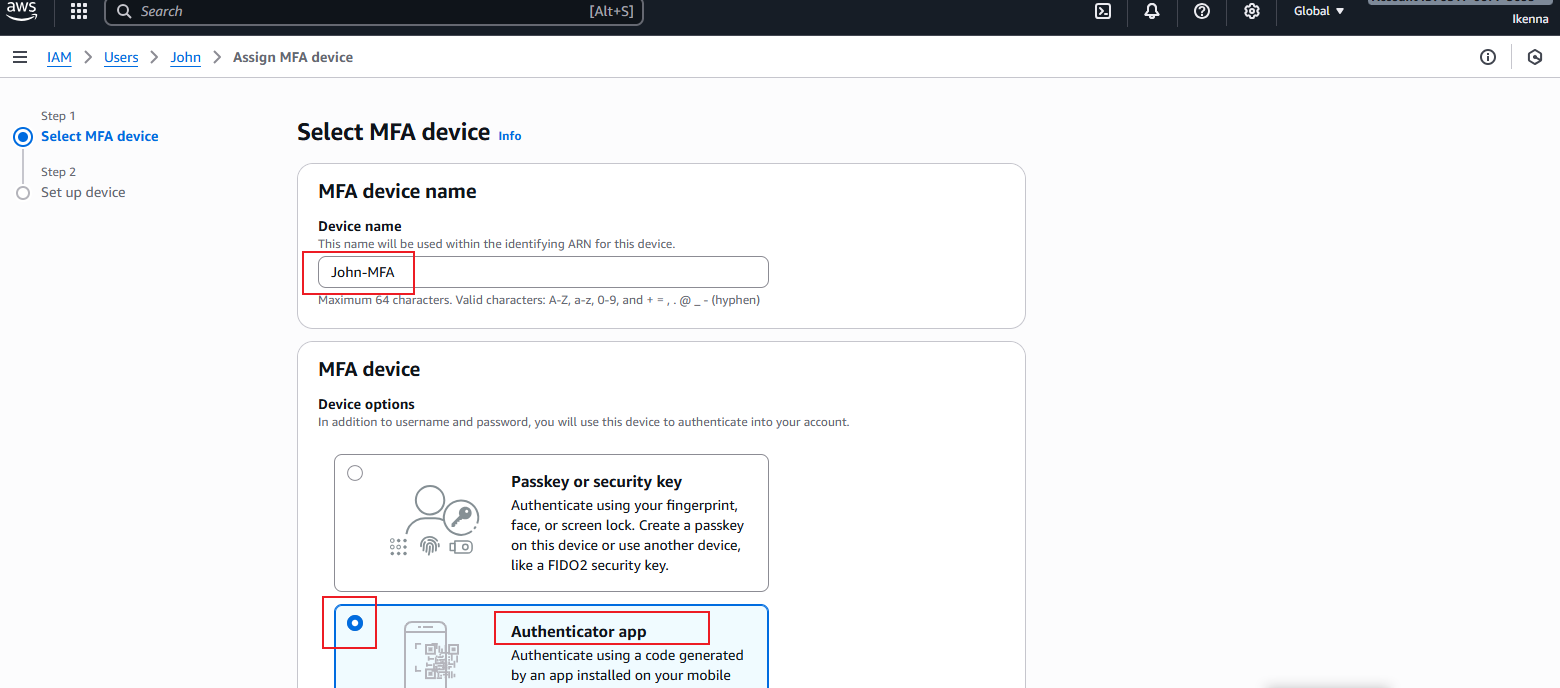 aws
Search
[Alt+S]
Global
Ikenna
IAM
Users
John
Assign MFA device
Step 1
Select MFA device
Step 2
Set up device
Select MFA device Info
MFA device name
Device name
This name will be used within the identifying ARN for this device.
John-MFA
Maximum 64 characters. Valid characters: A-Z, a-z, 0-9, and + = , . @ _ - (hyphen)
MFA device
Device options
In addition to username and password, you will use this device to authenticate into your account.
Passkey or security key
Authenticate using your fingerprint,
face, or screen lock. Create a passkey
on this device or use another device,
like a FIDO2 security key.
Authenticator app
Authenticate using a code generated
by an app installed on your mobile